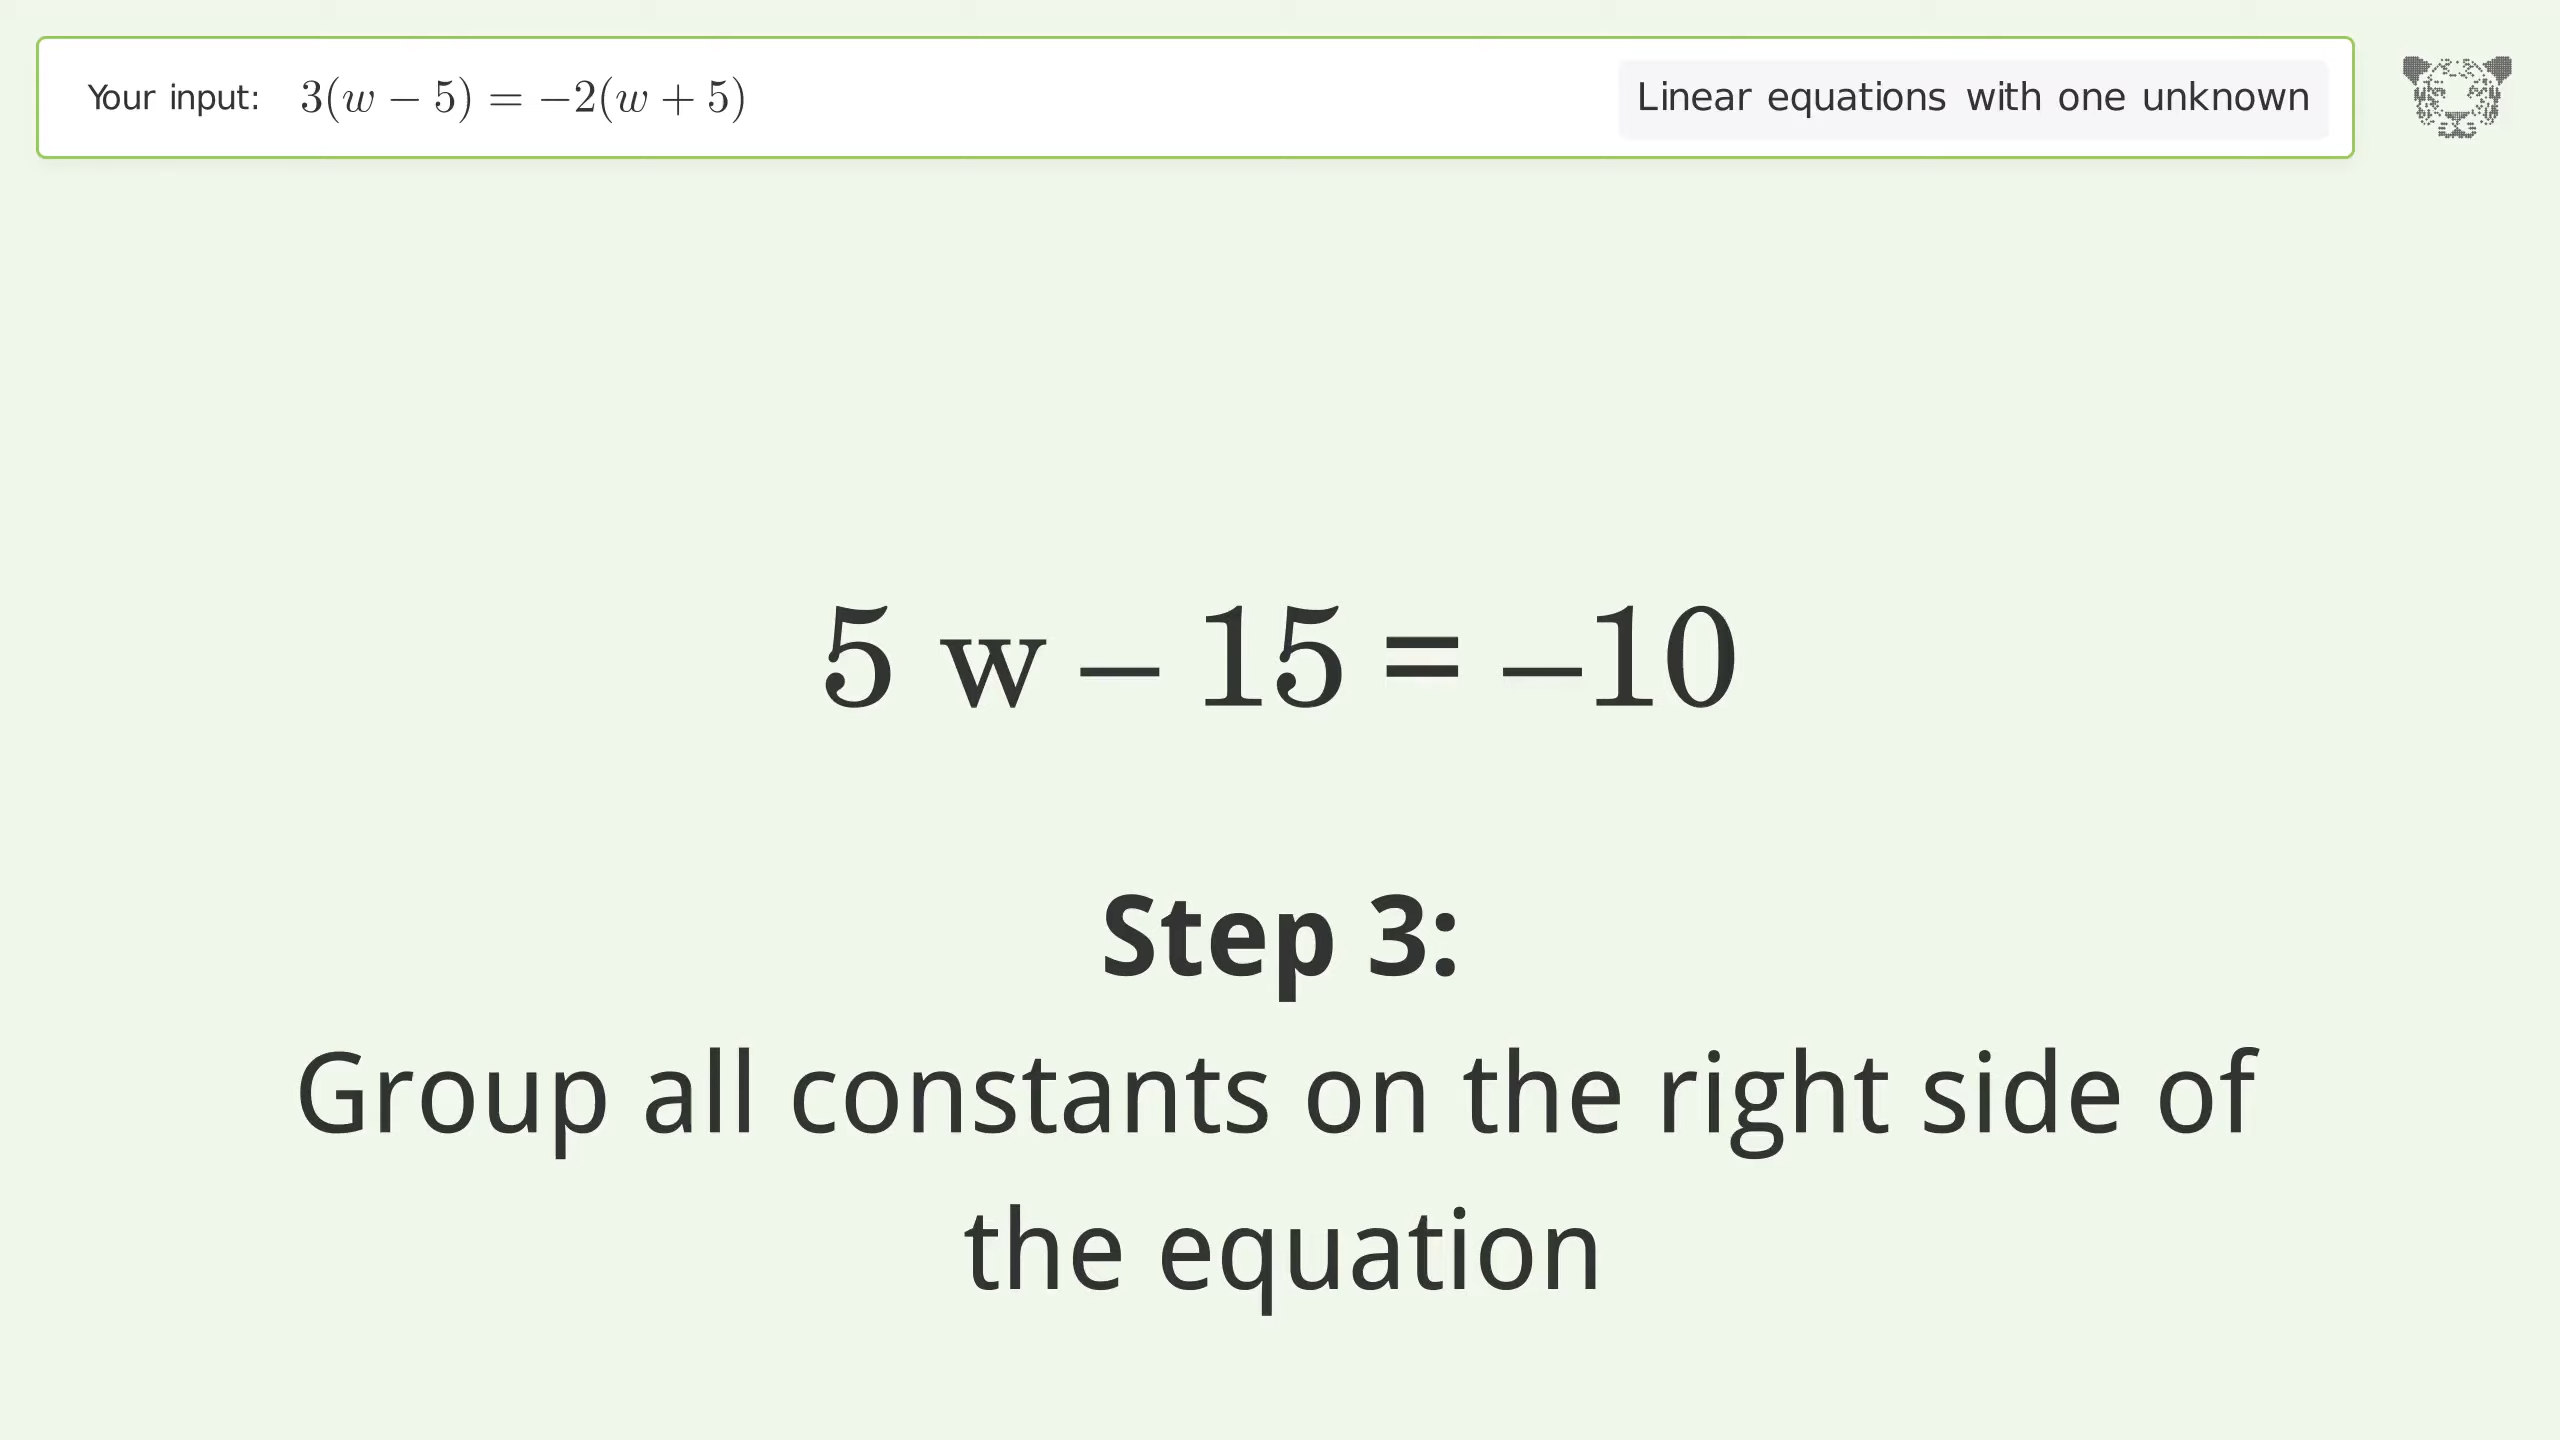 Your input: 3(w − 5) = −2(w + 5)
Linear equations with one unknown
5 w – 15 = –10
Step 3:
Group all constants on the right side of
the equation